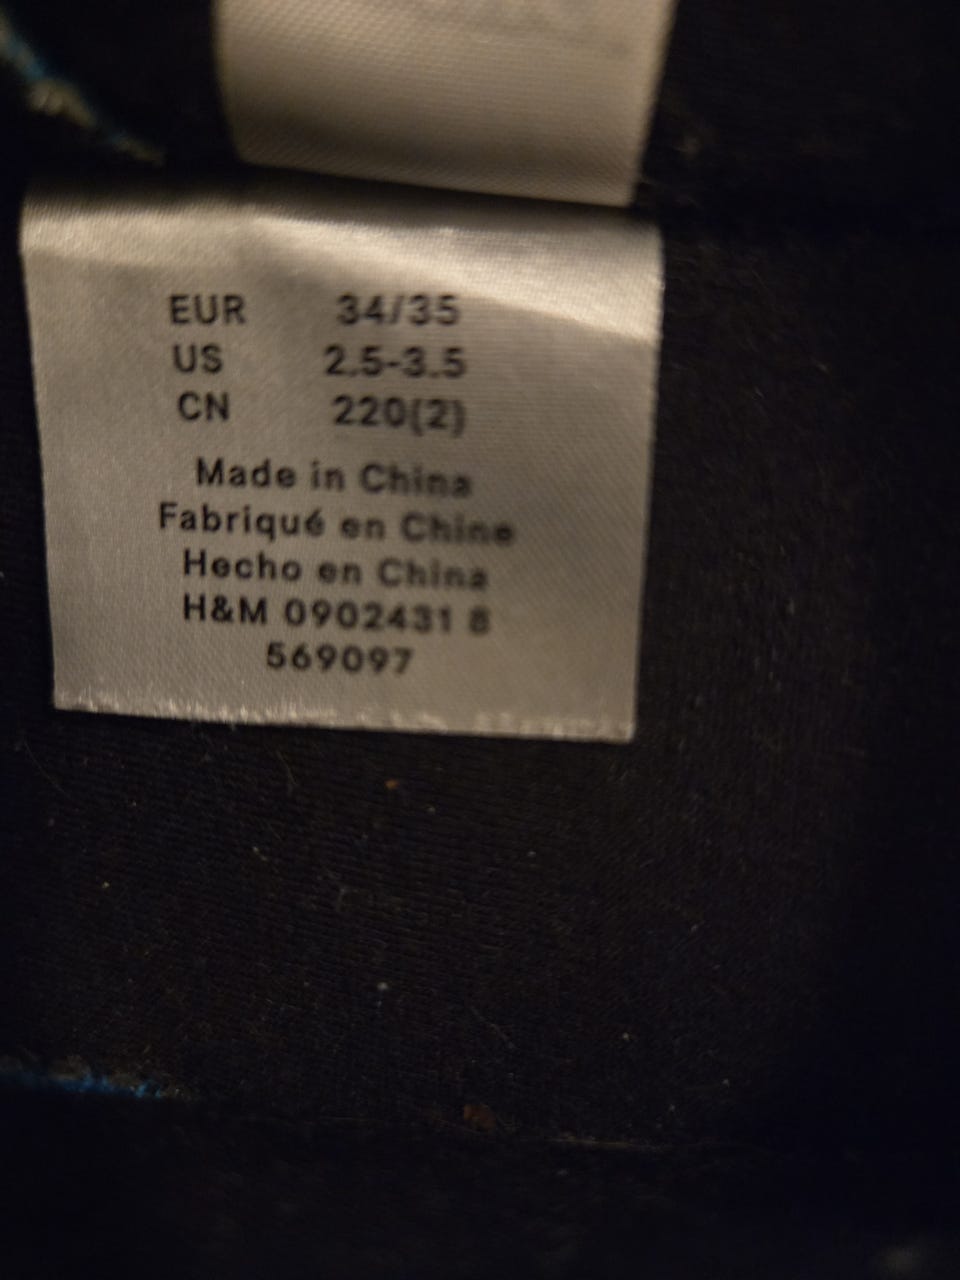 EUR 34/35
US 2.5-3.5
CN 220(2)
Made in China
Fabriqué en Chine
Hecho en China
H&M 0902431 8
569097